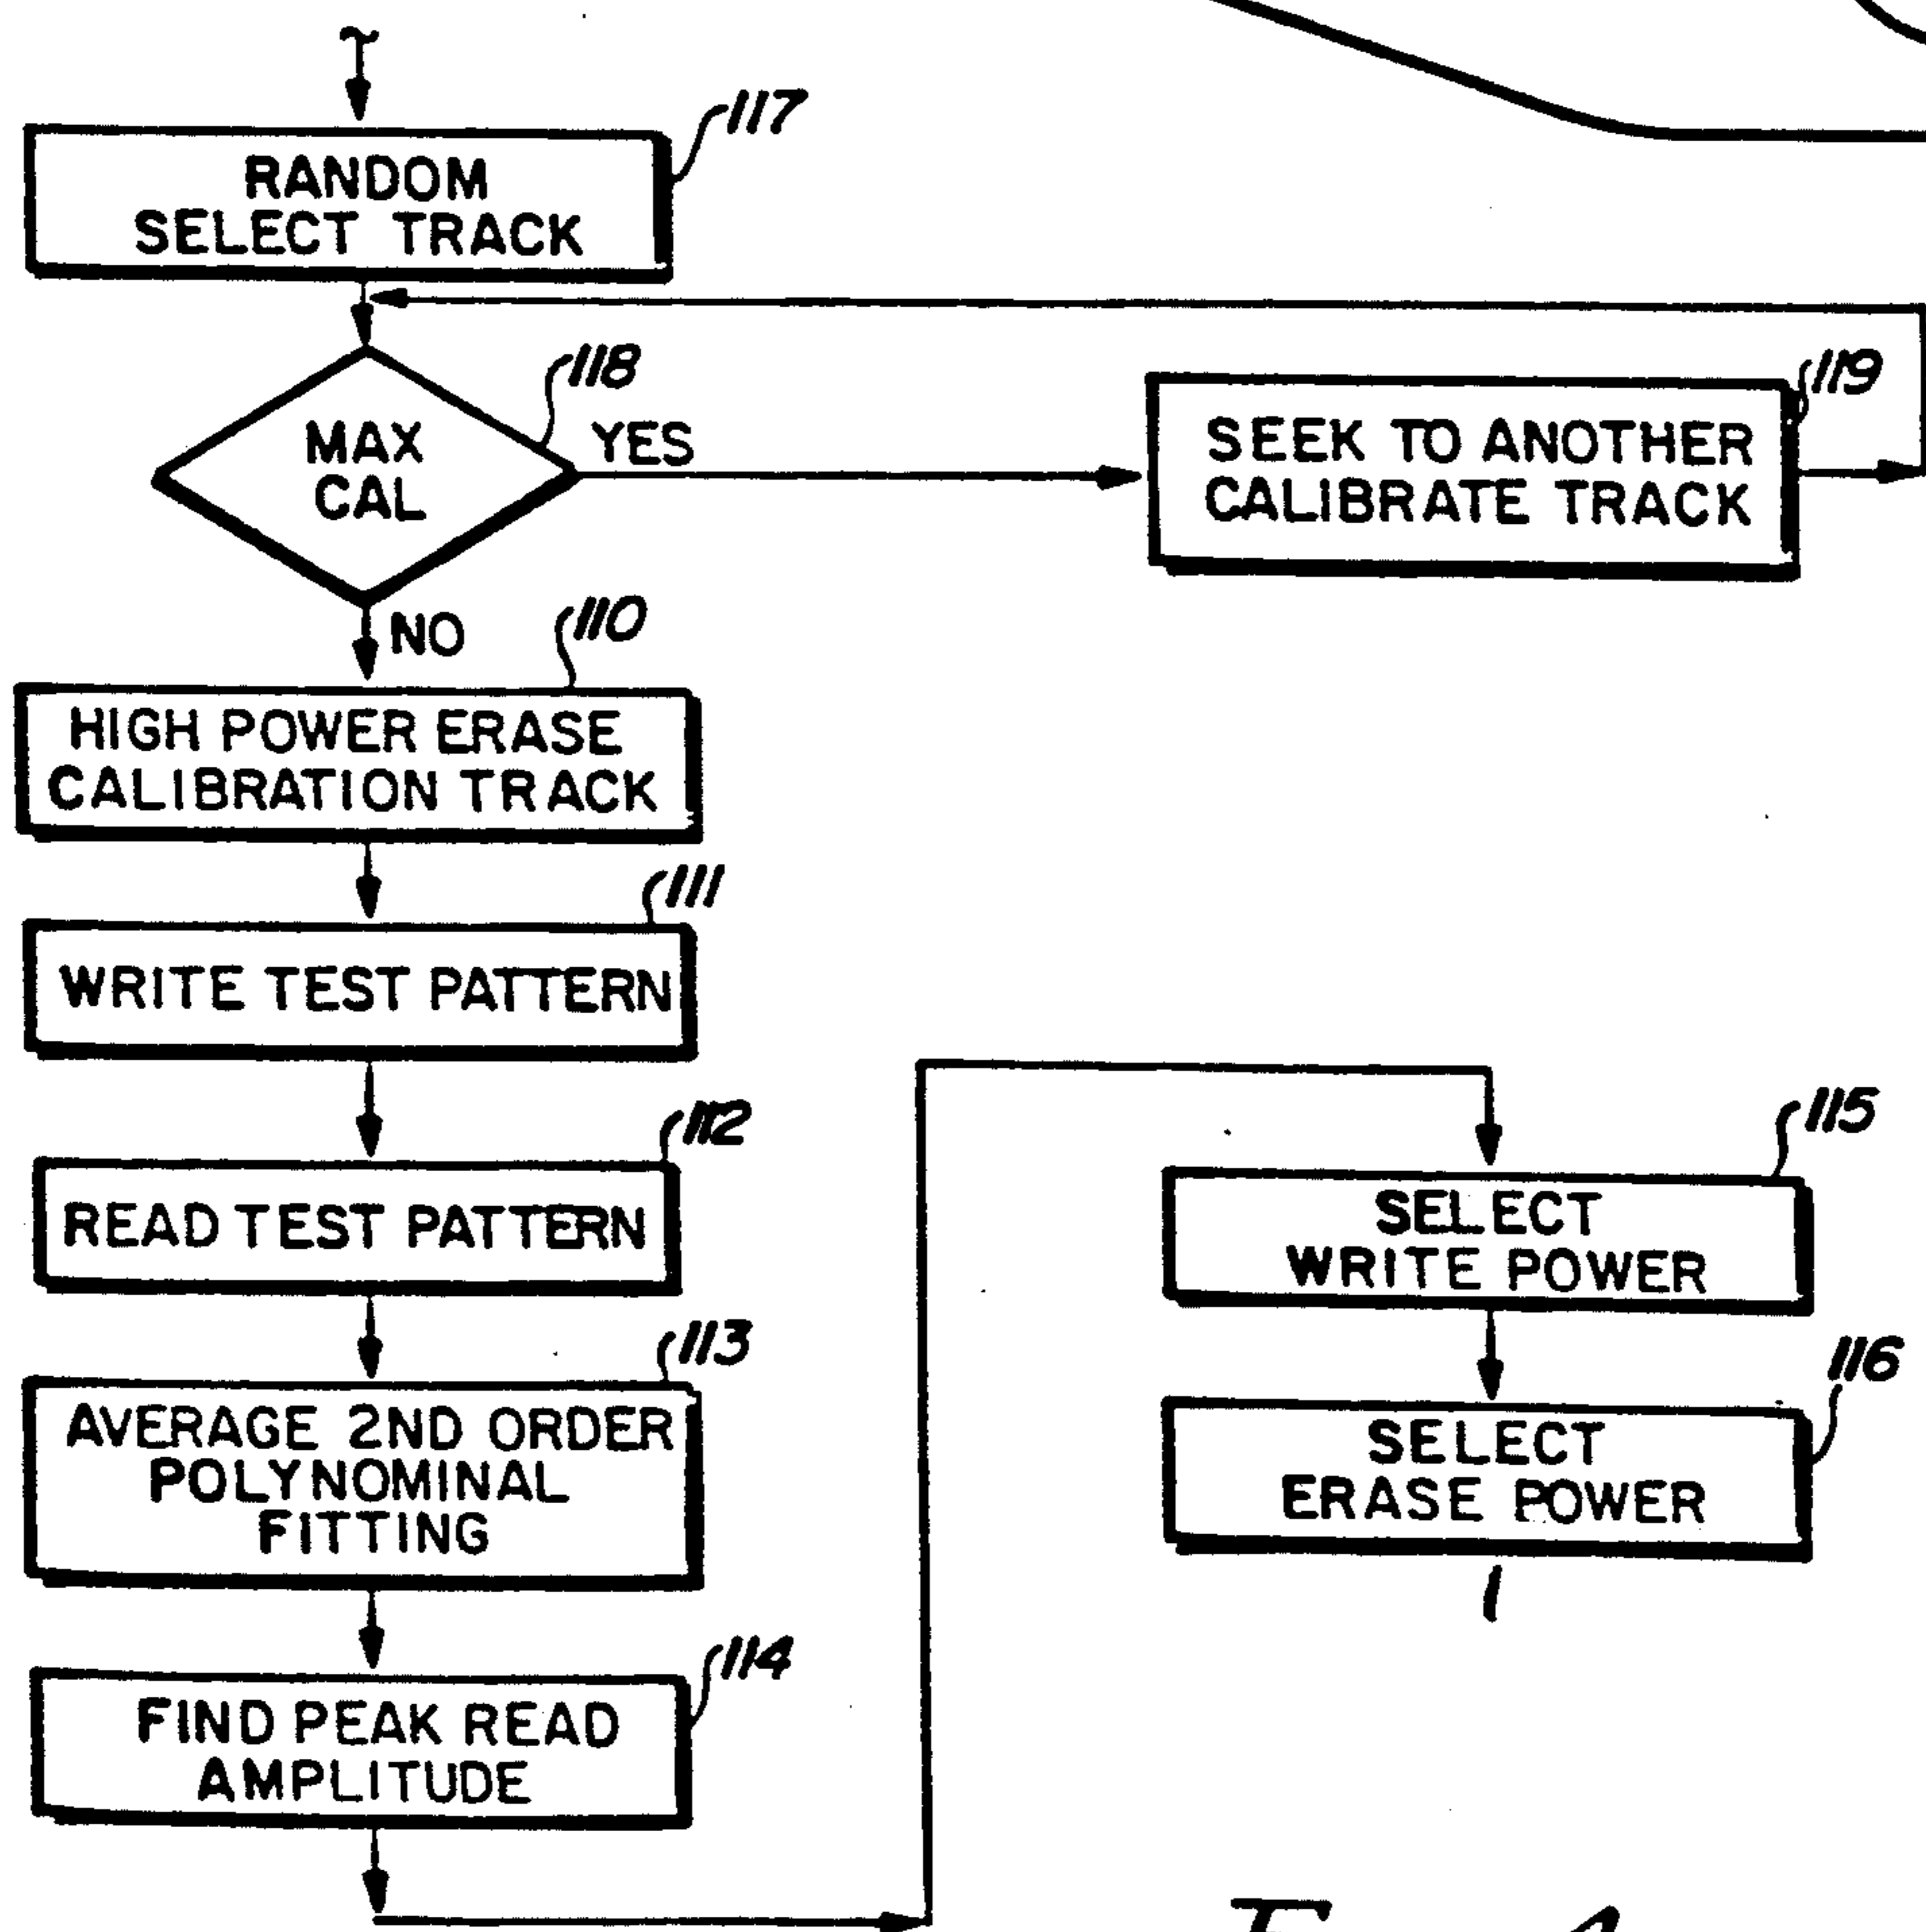 117
RANDOM
SELECT TRACK
118
MAX
CAL
YES
119
SEEK TO ANOTHER
CALIBRATE TRACK
NO
110
HIGH POWER ERASE
CALIBRATION TRACK
111
WRITE TEST PATTERN
112
READ TEST PATTERN
113
AVERAGE 2ND ORDER
POLYNOMINAL
FITTING
114
FIND PEAK READ
AMPLITUDE
115
SELECT
WRITE POWER
116
SELECT
ERASE POWER